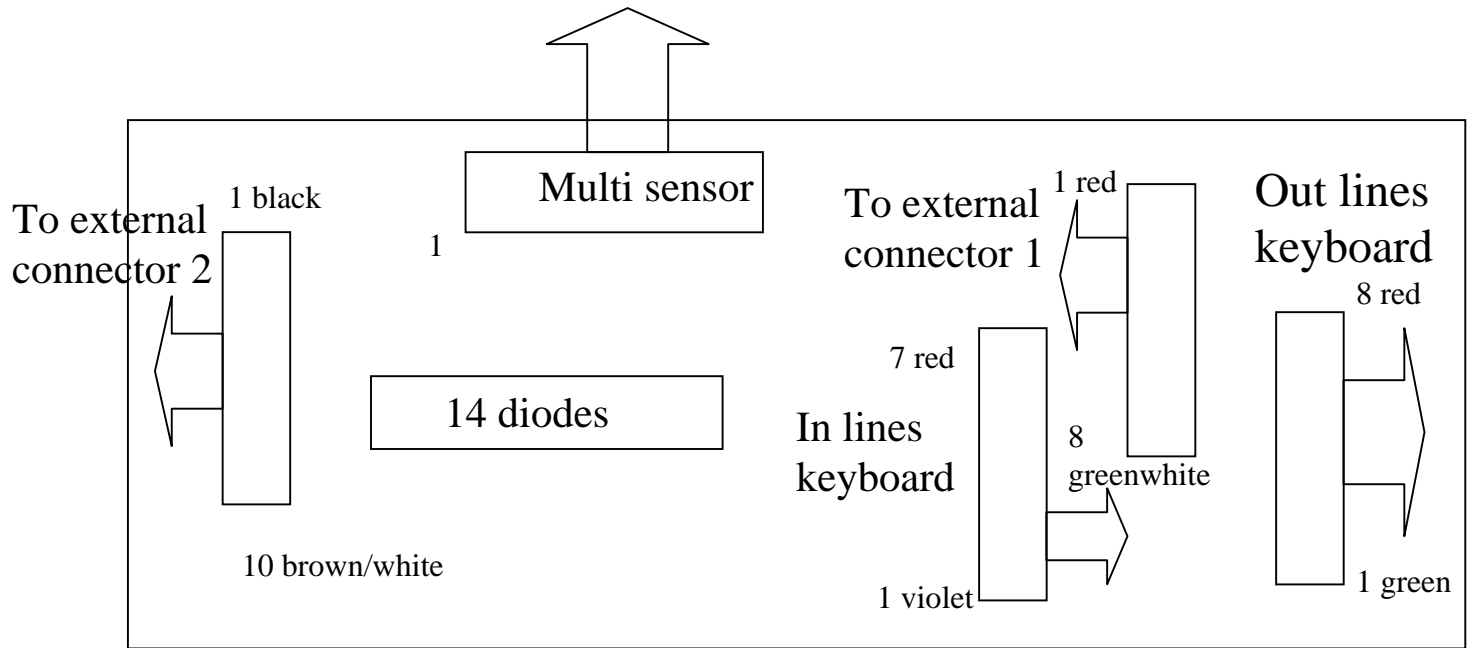 Multi sensor
1
1 black
To external
connector 2
10 brown/white
14 diodes
To external
connector 1
1 red
7 red
In lines
keyboard
1 violet
8
greenwhite
Out lines
keyboard
8 red
1 green